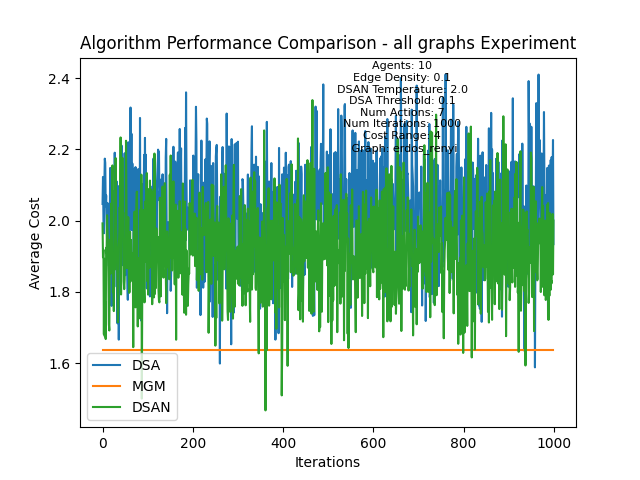 Algorithm Performance Comparison - all graphs Experiment
Agents: 10
Edge Density: 0.1
DSAN Temperature: 2.0
DSA Threshold: 0.1
Num Actions: 7
Num Iterations: 1000
Cost Range: 4
Graph: erdos_renyi
Average Cost
2.4
2.2
2.0
1.8
1.6
DSA
MGM
DSAN
0
200
400
600
800
1000
Iterations